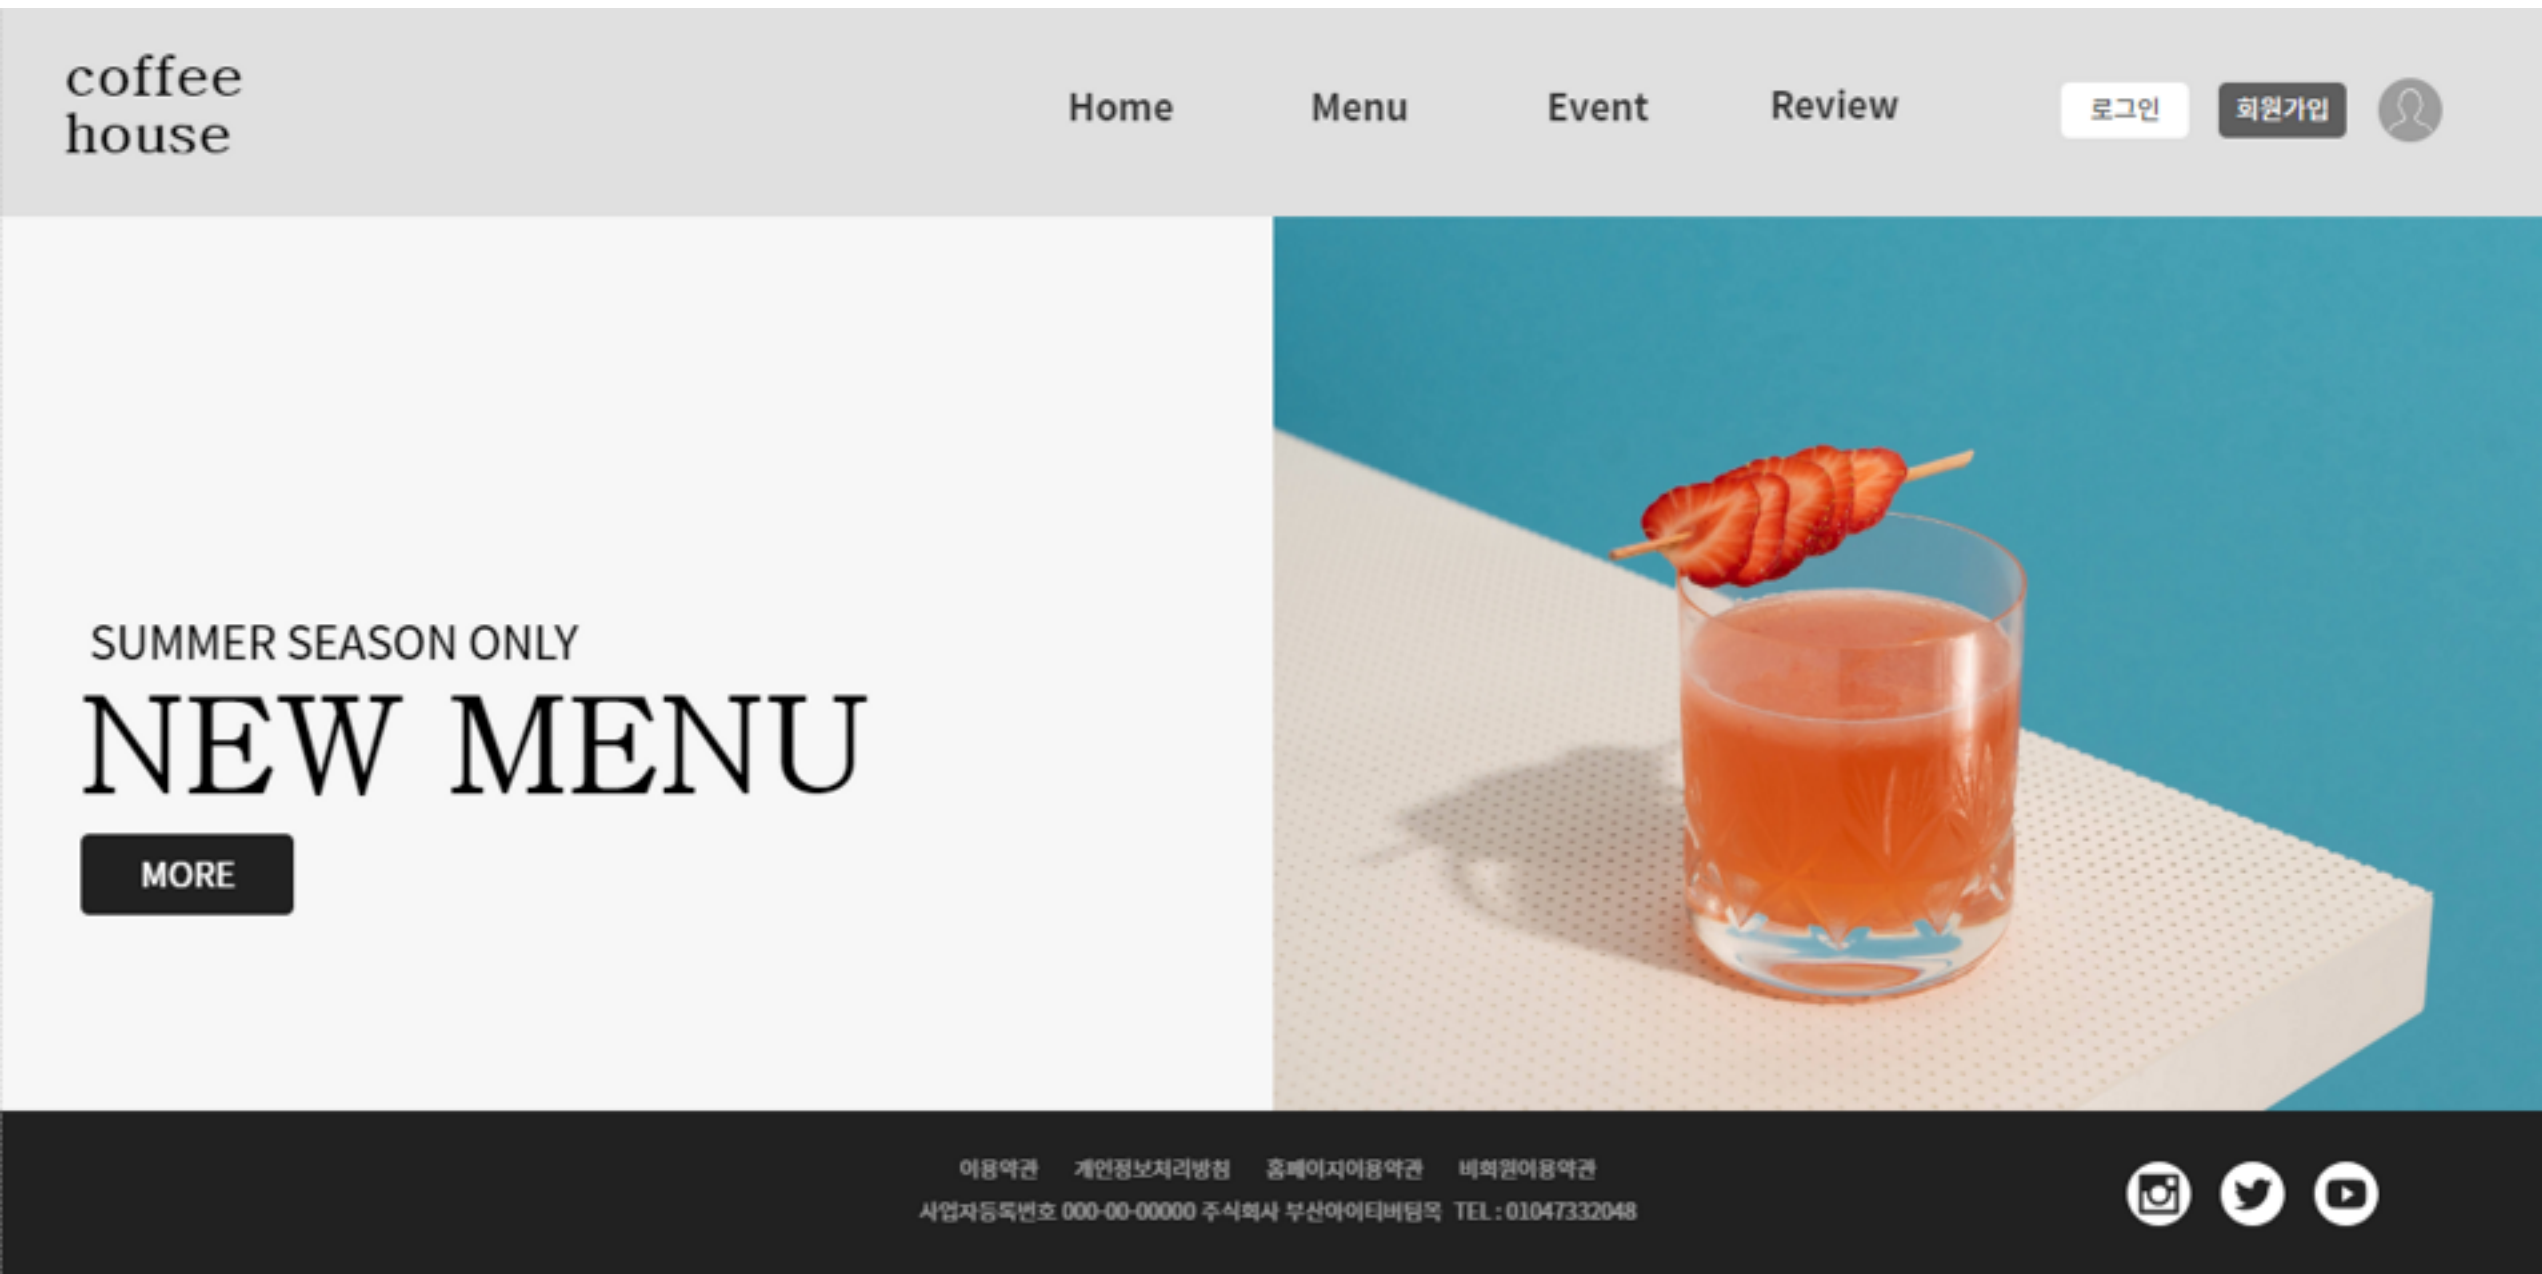 coffee
house
Home Menu Event Review 로그인 회원가입
SUMMER SEASON ONLY
NEW MENU
MORE
이용약관 개인정보처리방침 홈페이지이용약관 비회원이용약관
사업자등록번호 000-00-00000 주식회사 부산아이티버팀목 TEL : 01047332048